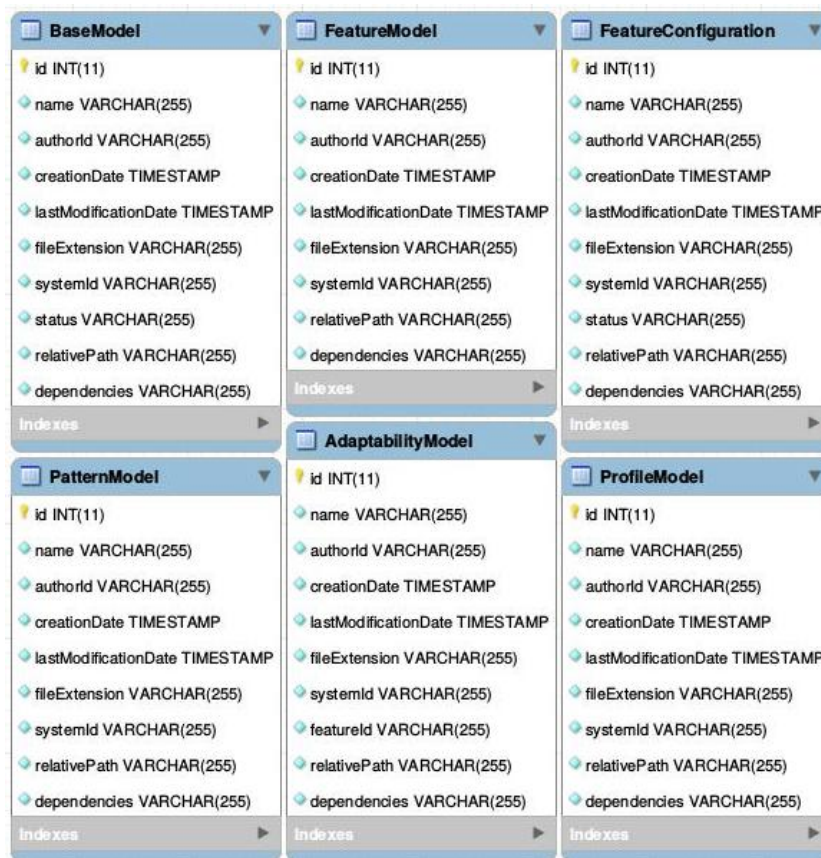 BaseModel
id INT(11)
name VARCHAR(255)
authorId VARCHAR(255)
creationDate TIMESTAMP
lastModificationDate TIMESTAMP
fileExtension VARCHAR(255)
systemId VARCHAR(255)
status VARCHAR(255)
relativePath VARCHAR(255)
dependencies VARCHAR(255)
Indexes
FeatureModel
id INT(11)
name VARCHAR(255)
authorId VARCHAR(255)
creationDate TIMESTAMP
lastModificationDate TIMESTAMP
fileExtension VARCHAR(255)
systemId VARCHAR(255)
relativePath VARCHAR(255)
dependencies VARCHAR(255)
Indexes
FeatureConfiguration
id INT(11)
name VARCHAR(255)
authorId VARCHAR(255)
creationDate TIMESTAMP
lastModificationDate TIMESTAMP
fileExtension VARCHAR(255)
systemId VARCHAR(255)
status VARCHAR(255)
relativePath VARCHAR(255)
dependencies VARCHAR(255)
Indexes
PatternModel
id INT(11)
name VARCHAR(255)
authorId VARCHAR(255)
creationDate TIMESTAMP
lastModificationDate TIMESTAMP
fileExtension VARCHAR(255)
systemId VARCHAR(255)
relativePath VARCHAR(255)
dependencies VARCHAR(255)
Indexes
AdaptabilityModel
id INT(11)
name VARCHAR(255)
authorId VARCHAR(255)
creationDate TIMESTAMP
lastModificationDate TIMESTAMP
fileExtension VARCHAR(255)
systemId VARCHAR(255)
featureId VARCHAR(255)
relativePath VARCHAR(255)
dependencies VARCHAR(255)
Indexes
ProfileModel
id INT(11)
name VARCHAR(255)
authorId VARCHAR(255)
creationDate TIMESTAMP
lastModificationDate TIMESTAMP
fileExtension VARCHAR(255)
systemId VARCHAR(255)
relativePath VARCHAR(255)
dependencies VARCHAR(255)
Indexes